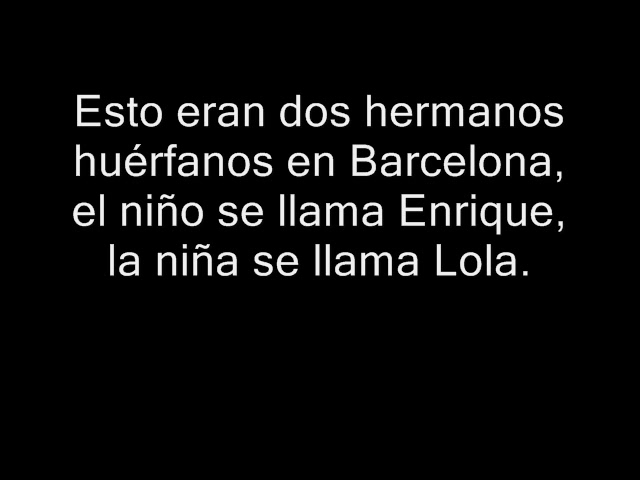 Esto eran dos hermanos
huérfanos en Barcelona,
el niño se llama Enrique,
la niña se llama Lola.